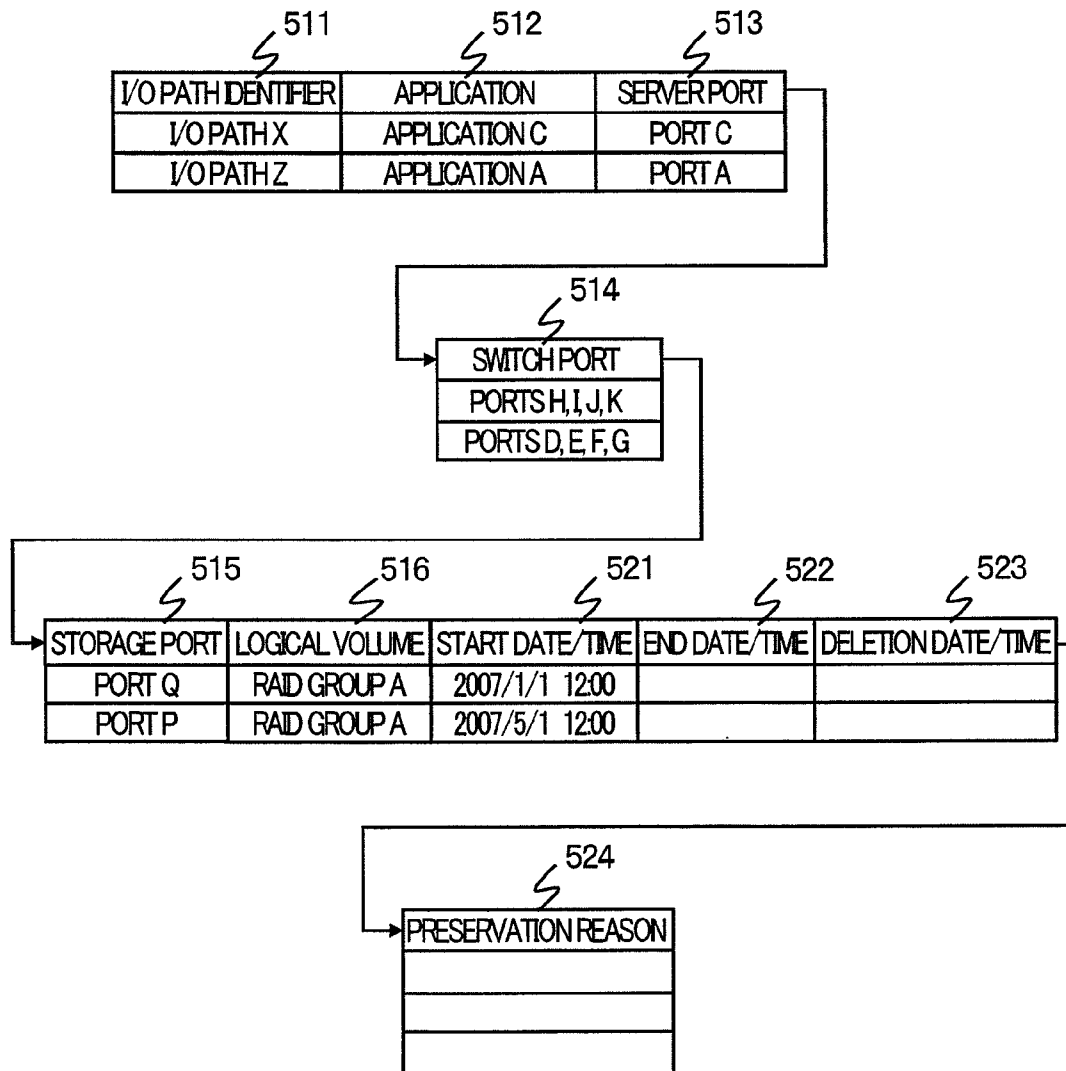 511 512 513
I/O PATH IDENTIFIER APPLICATION SERVER PORT
I/O PATH X APPLICATION C PORT C
I/O PATH Z APPLICATION A PORT A
514
SWITCH PORT
PORTS H, I, J, K
PORTS D, E, F, G
515 516 521 522 523
STORAGE PORT LOGICAL VOLUME START DATE/TIME END DATE/TIME DELETION DATE/TIME
PORT Q RAID GROUP A 2007/1/1 12:00
PORT P RAID GROUP A 2007/5/1 12:00
524
PRESERVATION REASON